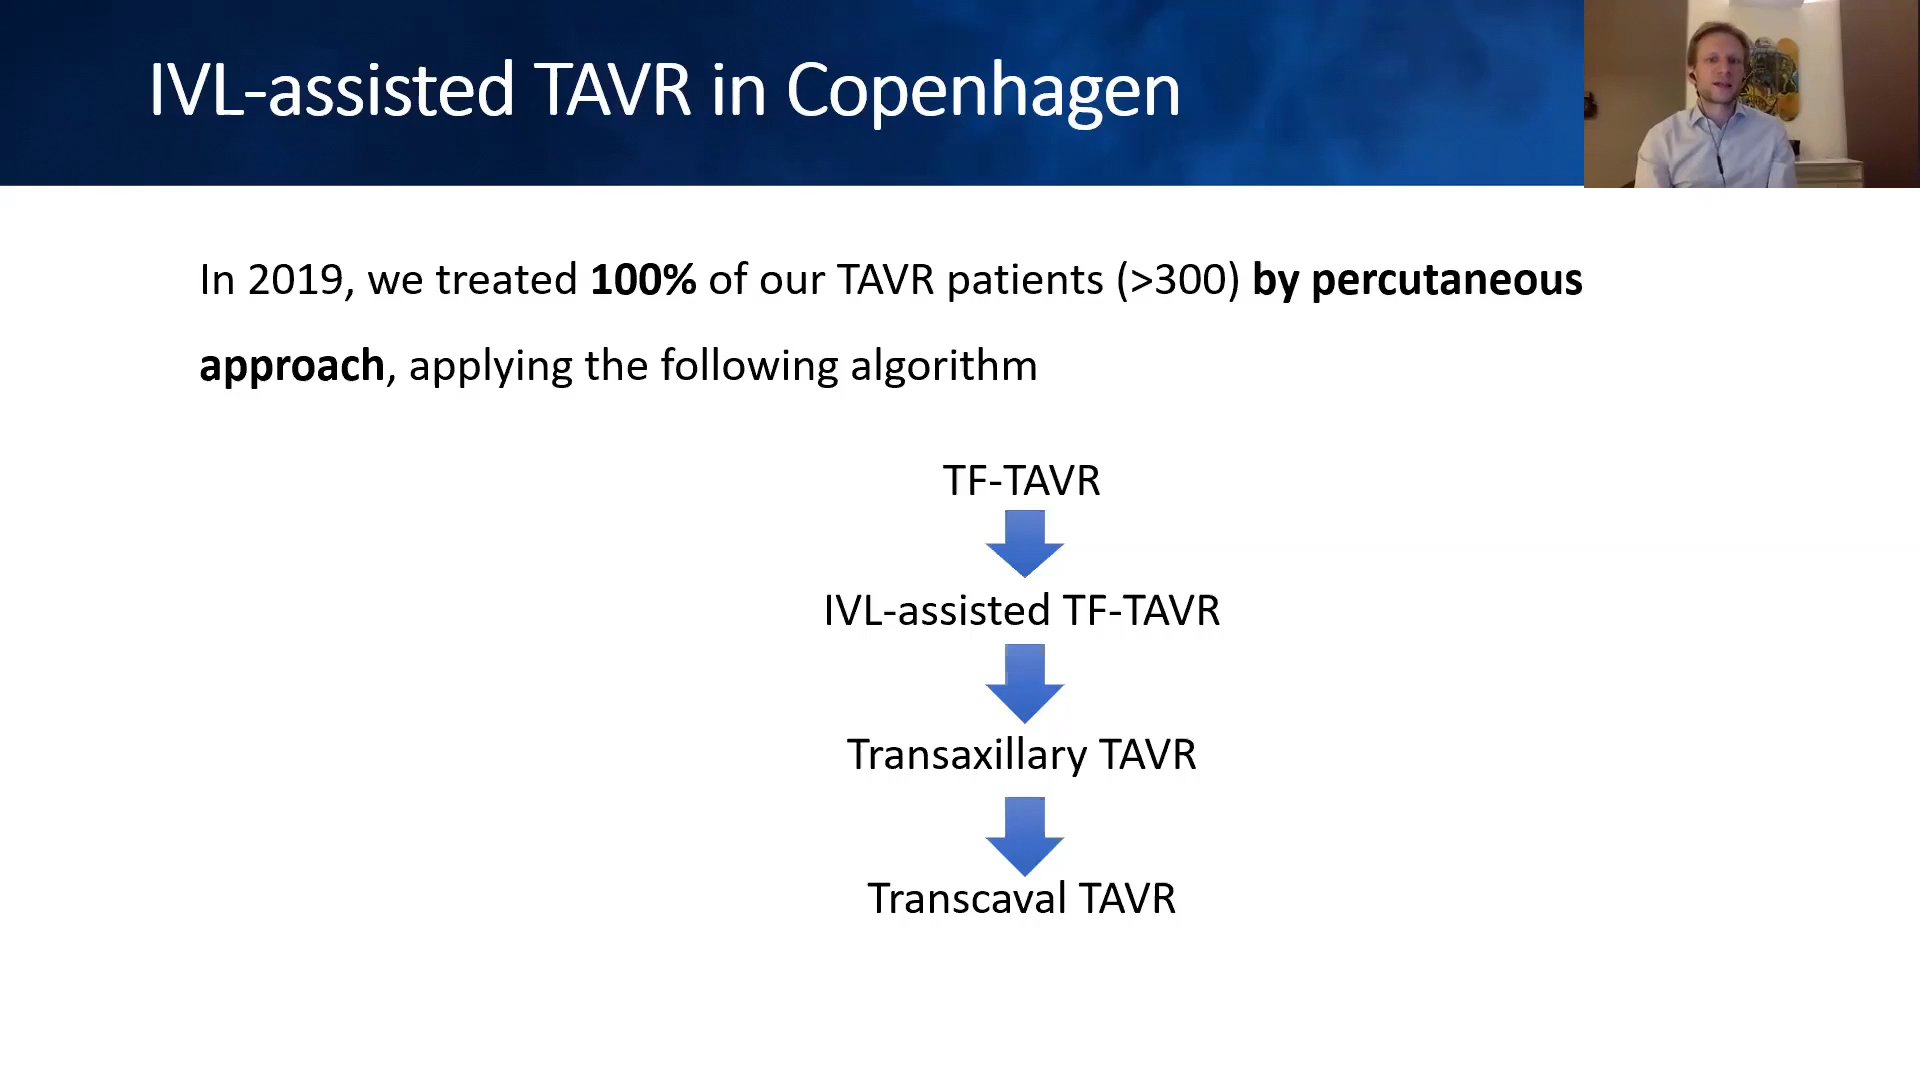 IVL-assisted TAVR in Copenhagen
In 2019, we treated 100% of our TAVR patients (>300) by percutaneous
approach, applying the following algorithm
TF-TAVR
IVL-assisted TF-TAVR
Transaxillary TAVR
Transcaval TAVR